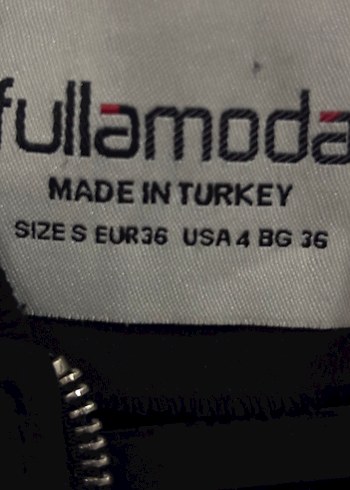 fullamoda
MADE IN TURKEY
SIZE S EUR36 USA 4 BG 36